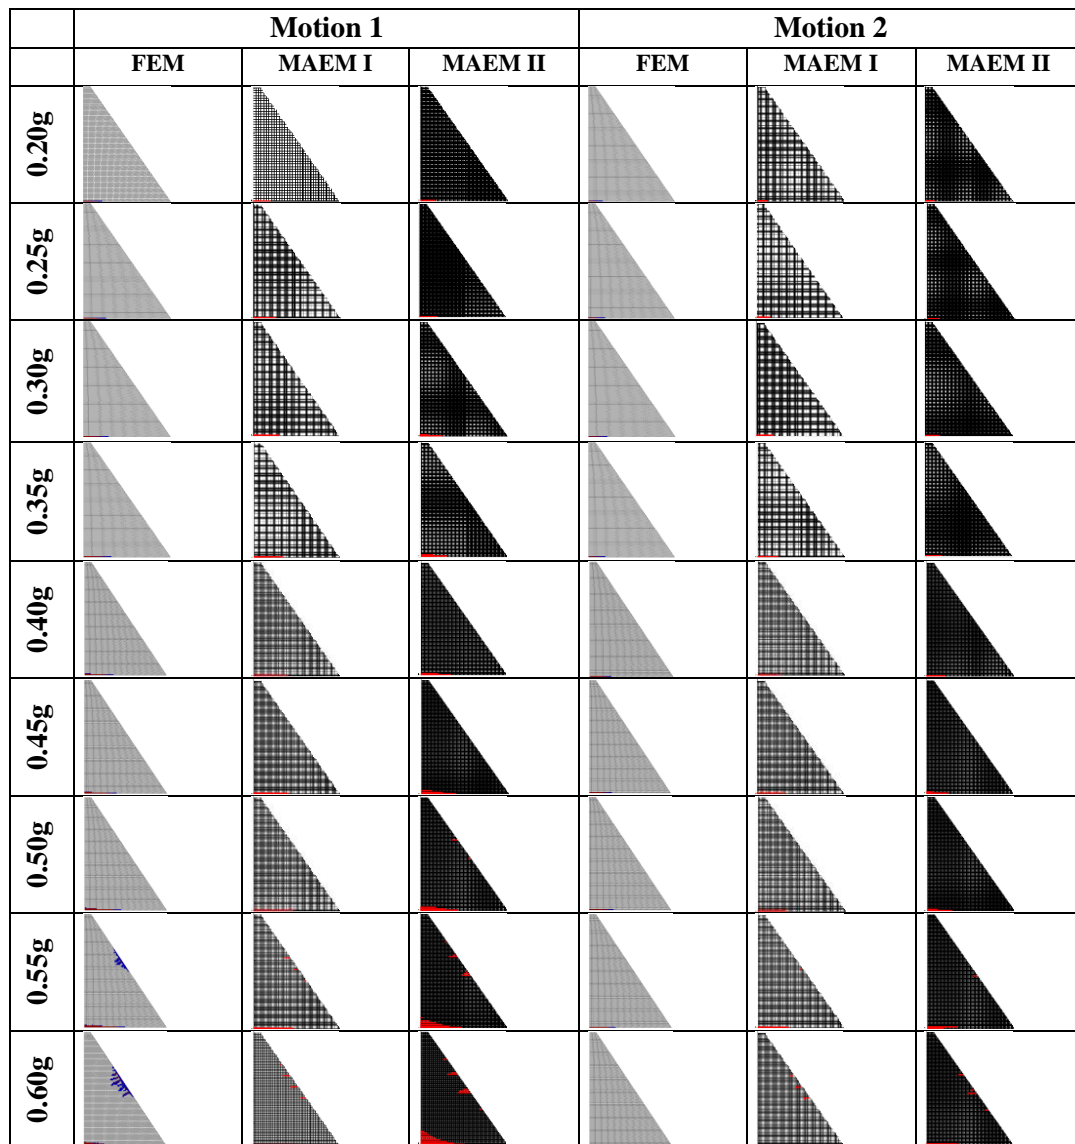 Motion 1 Motion 2
FEM MAEM I MAEM II FEM MAEM I MAEM II
0.20g
0.25g
0.30g
0.35g
0.40g
0.45g
0.50g
0.55g
0.60g